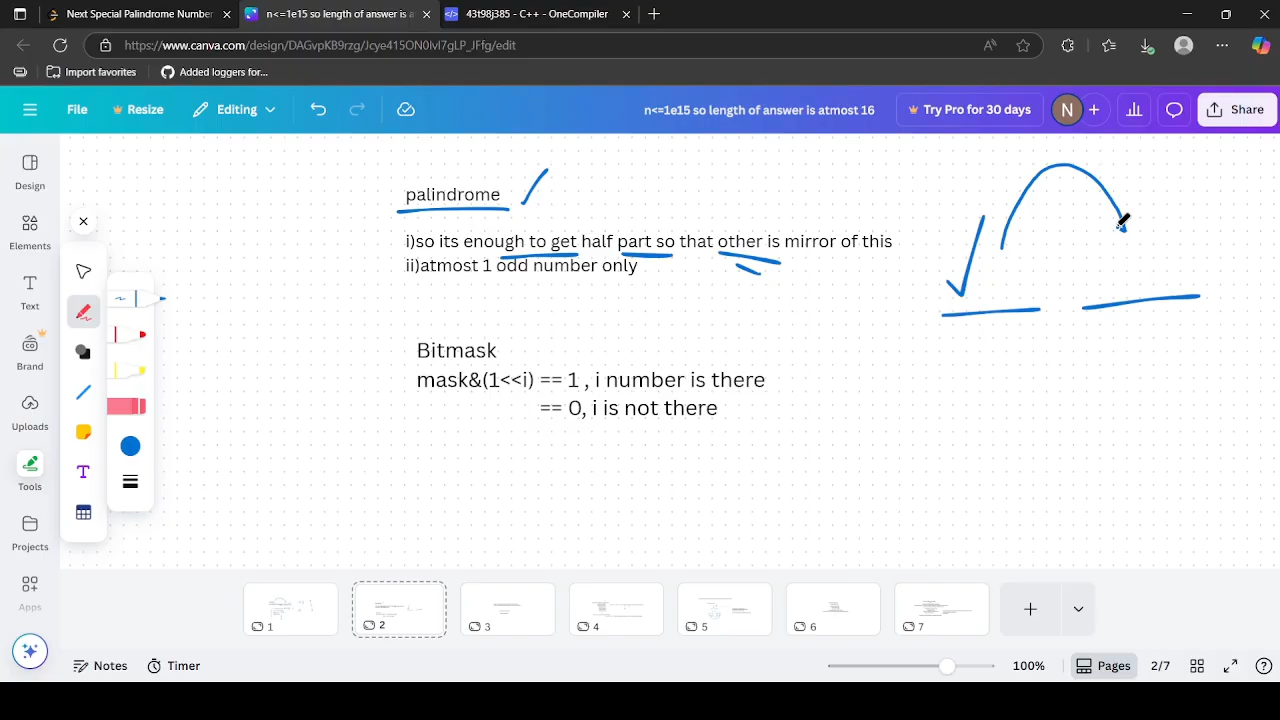 Next Special Palindrome Number
n<=1e15 so length of answer is a
43t98j385 - C++ - OneCompiler
https://www.canva.com/design/DAGvpKB9rzg/Jcye415ON0lvl7gLP_JFfg/edit
Import favorites
Added loggers for...
File
Resize
Editing
n<=1e15 so length of answer is atmost 16
N
Try Pro for 30 days
Share
Design
Elements
Text
Brand
Uploads
Tools
Projects
Apps
palindrome
i)so its enough to get half part so that other is mirror of this
ii)atmost 1 odd number only
Bitmask
mask&(1<<i) == 1 , i number is there
== 0, i is not there
1
2
3
4
5
6
7
Notes
Timer
100%
Pages
2/7